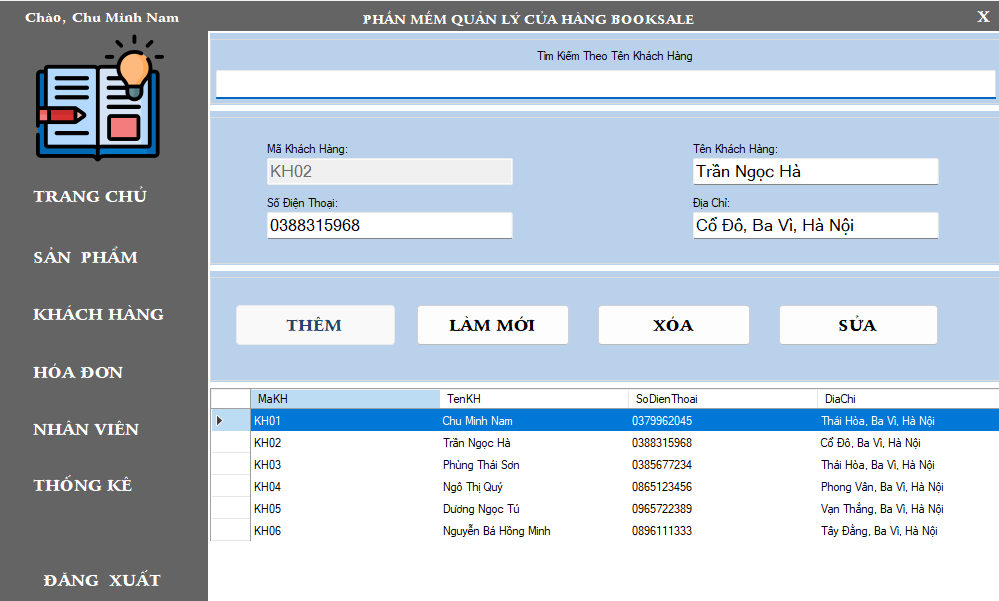 Chào, Chu Minh Nam
PHẦN MỀM QUẢN LÝ CỬA HÀNG BOOKSALE
X
TRANG CHỦ
SẢN PHẨM
KHÁCH HÀNG
HÓA ĐƠN
NHÂN VIÊN
THỐNG KÊ
ĐĂNG XUẤT
Tìm Kiếm Theo Tên Khách Hàng
Mã Khách Hàng:
KH02
Tên Khách Hàng:
Trần Ngọc Hà
Số Điện Thoại:
0388315968
Địa Chỉ:
Cổ Đô, Ba Vì, Hà Nội
THÊM
LÀM MỚI
XÓA
SỬA
MaKH TenKH SoDienThoai DiaChi
KH01 Chu Minh Nam 0379962045 Thái Hòa, Ba Vì, Hà Nội
KH02 Trần Ngọc Hà 0388315968 Cổ Đô, Ba Vì, Hà Nội
KH03 Phùng Thái Sơn 0385677234 Thái Hòa, Ba Vì, Hà Nội
KH04 Ngô Thị Quý 0865123456 Phong Vân, Ba Vì, Hà Nội
KH05 Dương Ngọc Tú 0965722389 Vạn Thắng, Ba Vì, Hà Nội
KH06 Nguyễn Bá Hồng Minh 0896111333 Tây Đằng, Ba Vì, Hà Nội